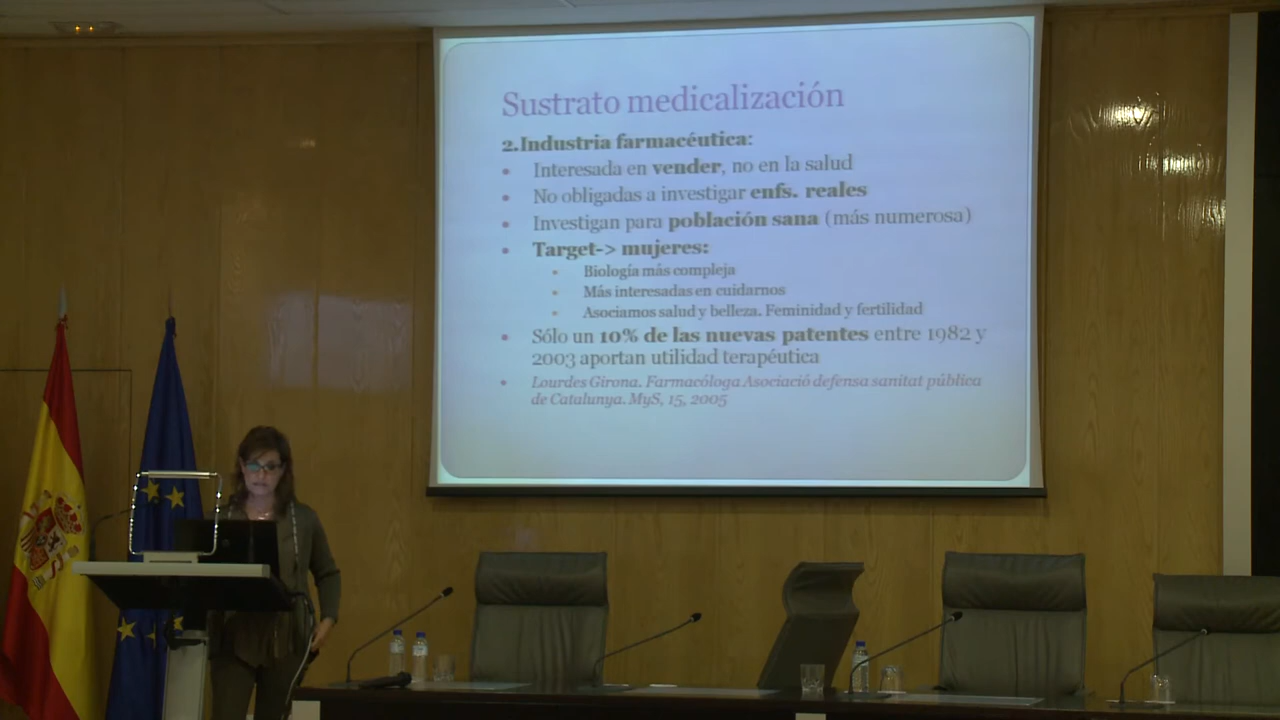 Sustrato medicalización
2.Industria farmacéutica:
• Interesada en vender, no en la salud
• No obligadas a investigar enfs. reales
• Investigan para población sana (más numerosa)
• Target-> mujeres:
• Biología más compleja
• Más interesadas en cuidarnos
• Asociamos salud y belleza. Feminidad y fertilidad
• Sólo un 10% de las nuevas patentes entre 1982 y
2003 aportan utilidad terapéutica
• Lourdes Girona. Farmacóloga Asociació defensa sanitat pública
de Catalunya. MyS, 15, 2005